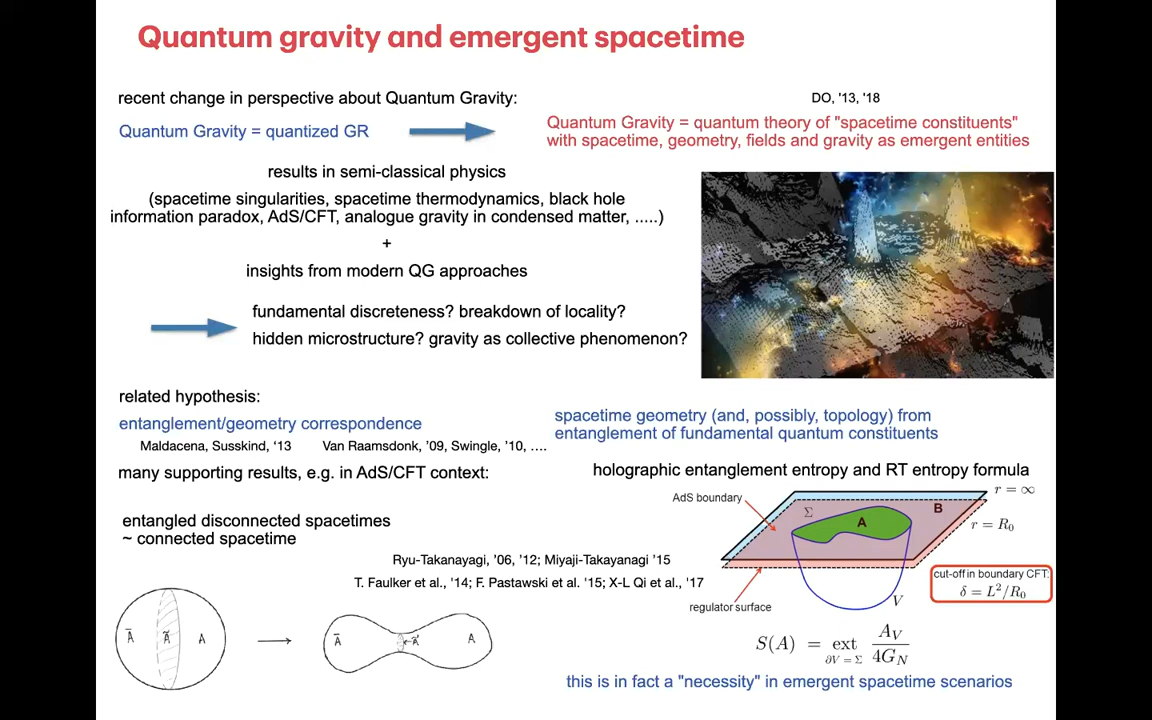 Quantum gravity and emergent spacetime
recent change in perspective about Quantum Gravity:
DO, '13, '18
Quantum Gravity = quantized GR
Quantum Gravity = quantum theory of "spacetime constituents"
with spacetime, geometry, fields and gravity as emergent entities
results in semi-classical physics
(spacetime singularities, spacetime thermodynamics, black hole
information paradox, AdS/CFT, analogue gravity in condensed matter, .....)
+
insights from modern QG approaches
fundamental discreteness? breakdown of locality?
hidden microstructure? gravity as collective phenomenon?
related hypothesis:
entanglement/geometry correspondence
Maldacena, Susskind, '13 Van Raamsdonk, '09, Swingle, '10, ....
spacetime geometry (and, possibly, topology) from
entanglement of fundamental quantum constituents
many supporting results, e.g. in AdS/CFT context:
entangled disconnected spacetimes
~ connected spacetime
Ryu-Takanayagi, '06, '12; Miyaji-Takayanagi '15
T. Faulker et al., '14; F. Pastawski et al. '15; X-L Qi et al., '17
Ā Ã A
Ā Ã A
holographic entanglement entropy and RT entropy formula
AdS boundary
Σ
A
B
r = ∞
r = R₀
cut-off in boundary CFT:
δ = L²/R₀
V
regulator surface
S(A) = ext_{∂V = Σ} A_V / 4G_N
this is in fact a "necessity" in emergent spacetime scenarios